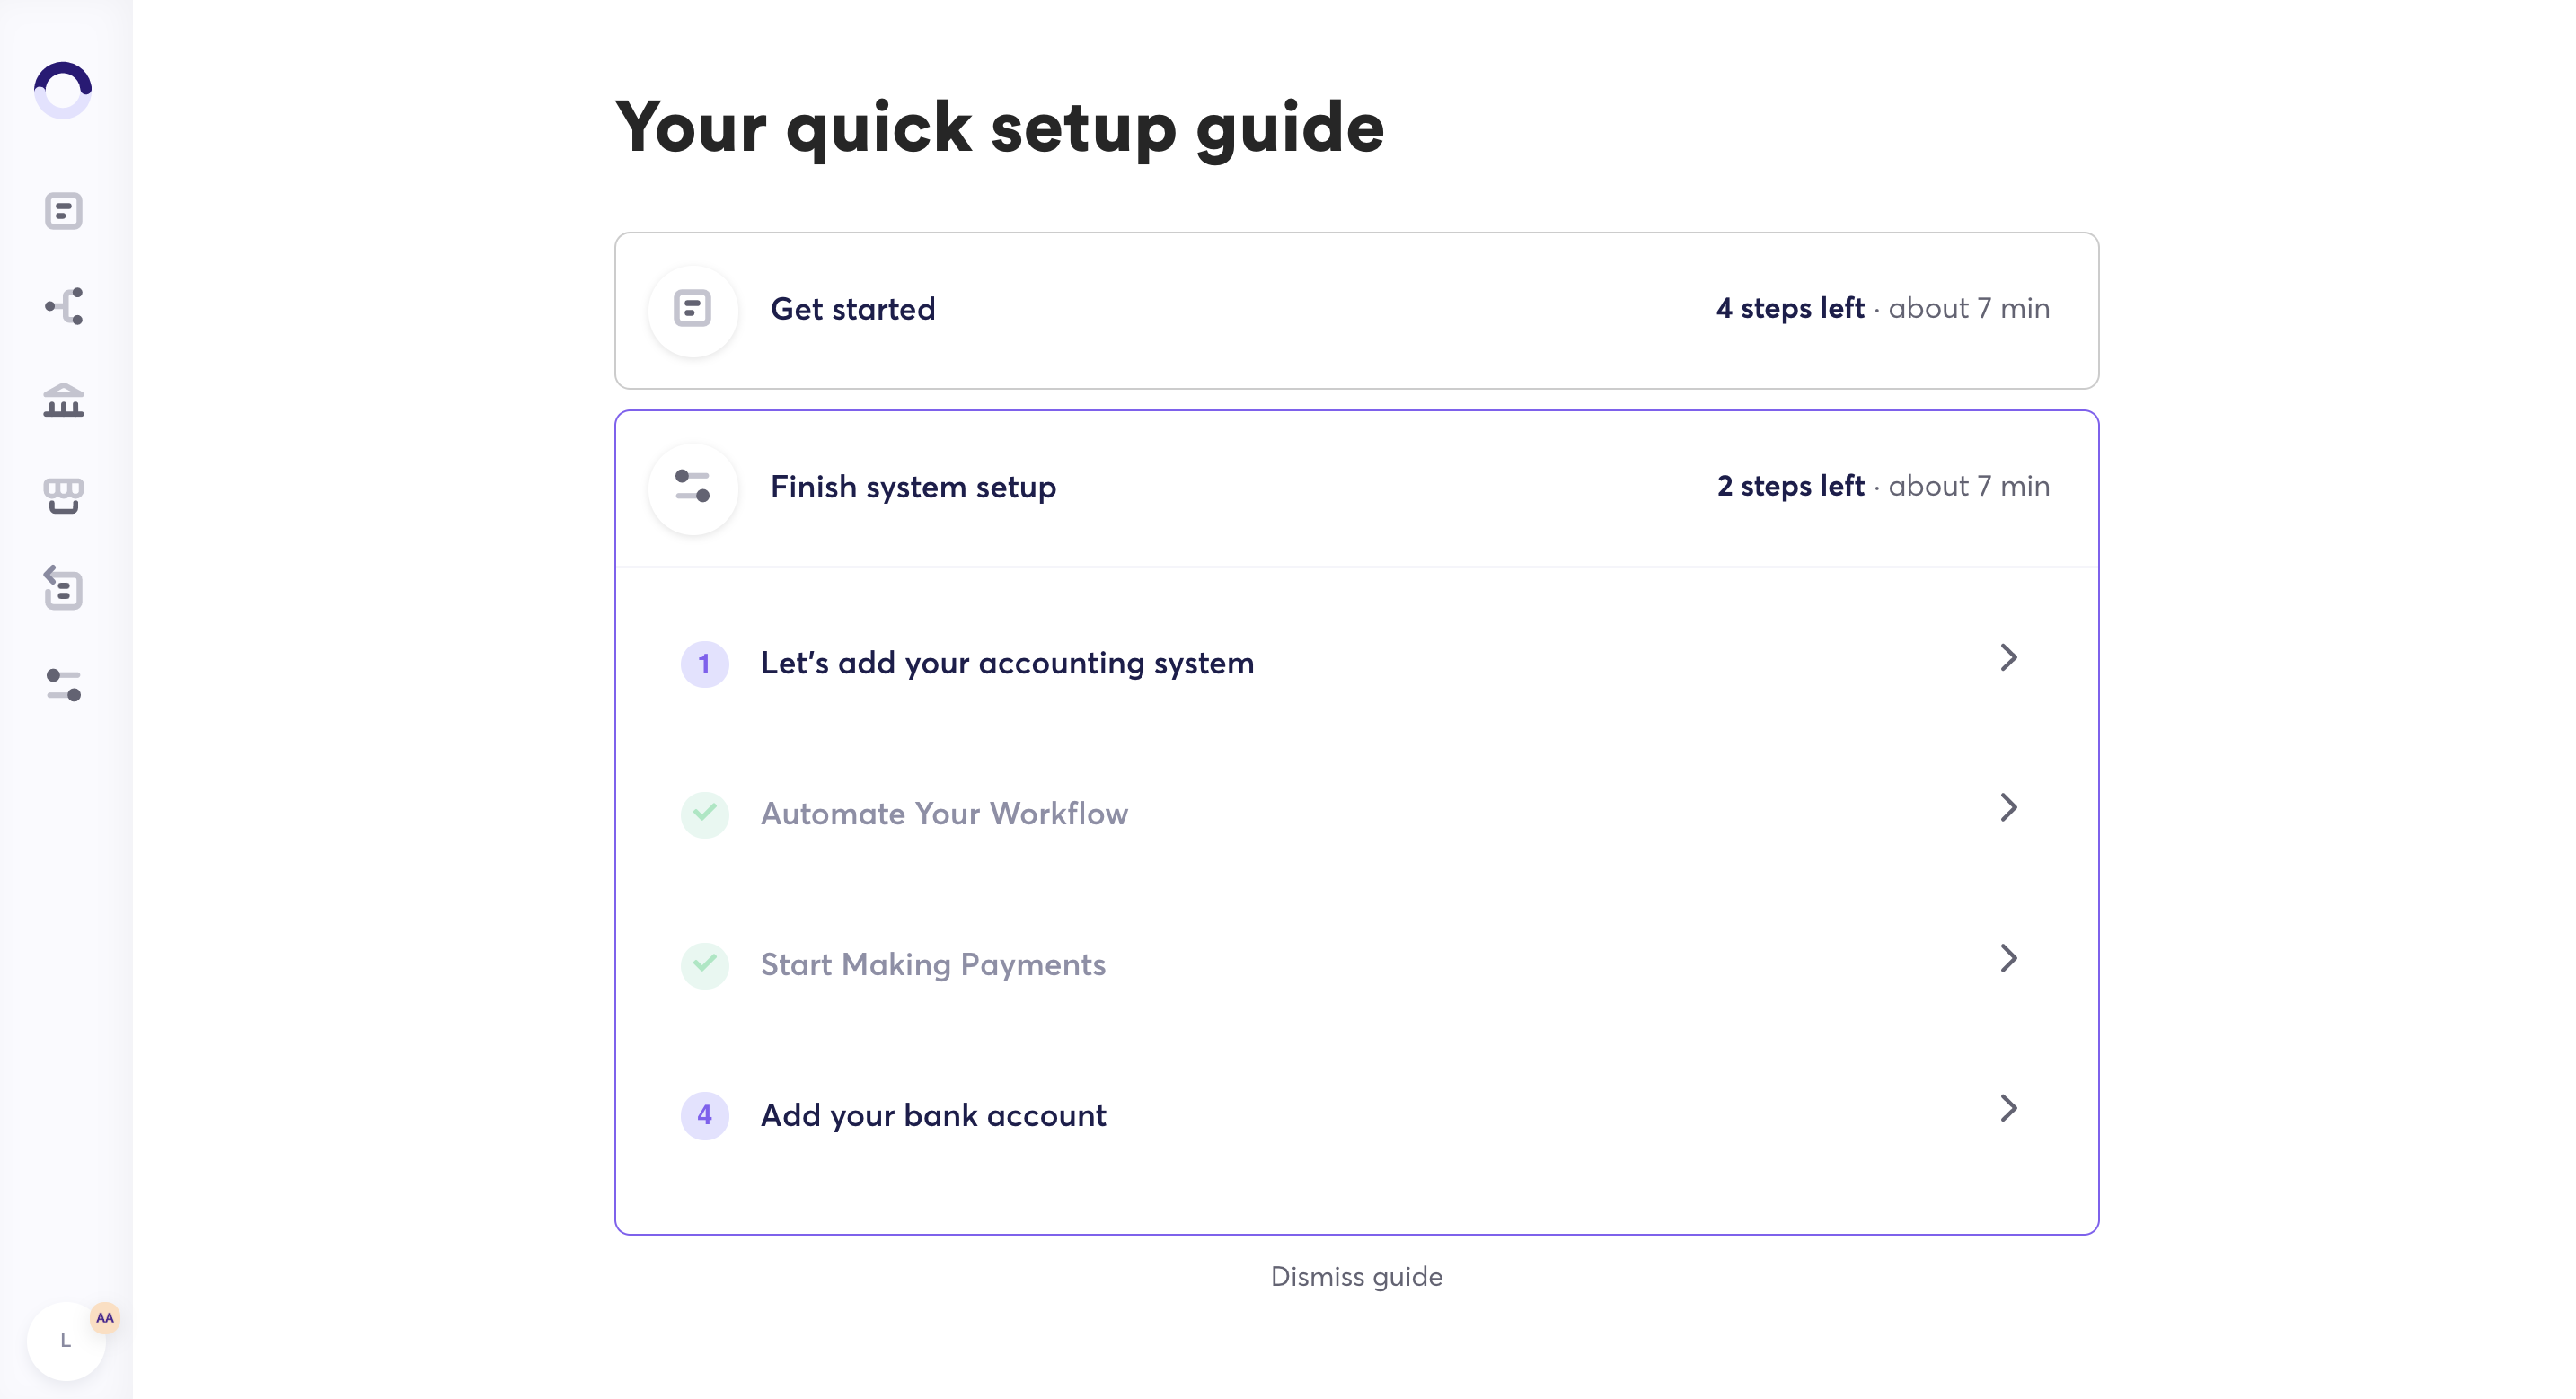 Your quick setup guide
Get started
4 steps left · about 7 min
Finish system setup
2 steps left · about 7 min
1
Let's add your accounting system
Automate Your Workflow
Start Making Payments
4
Add your bank account
Dismiss guide
AA
L